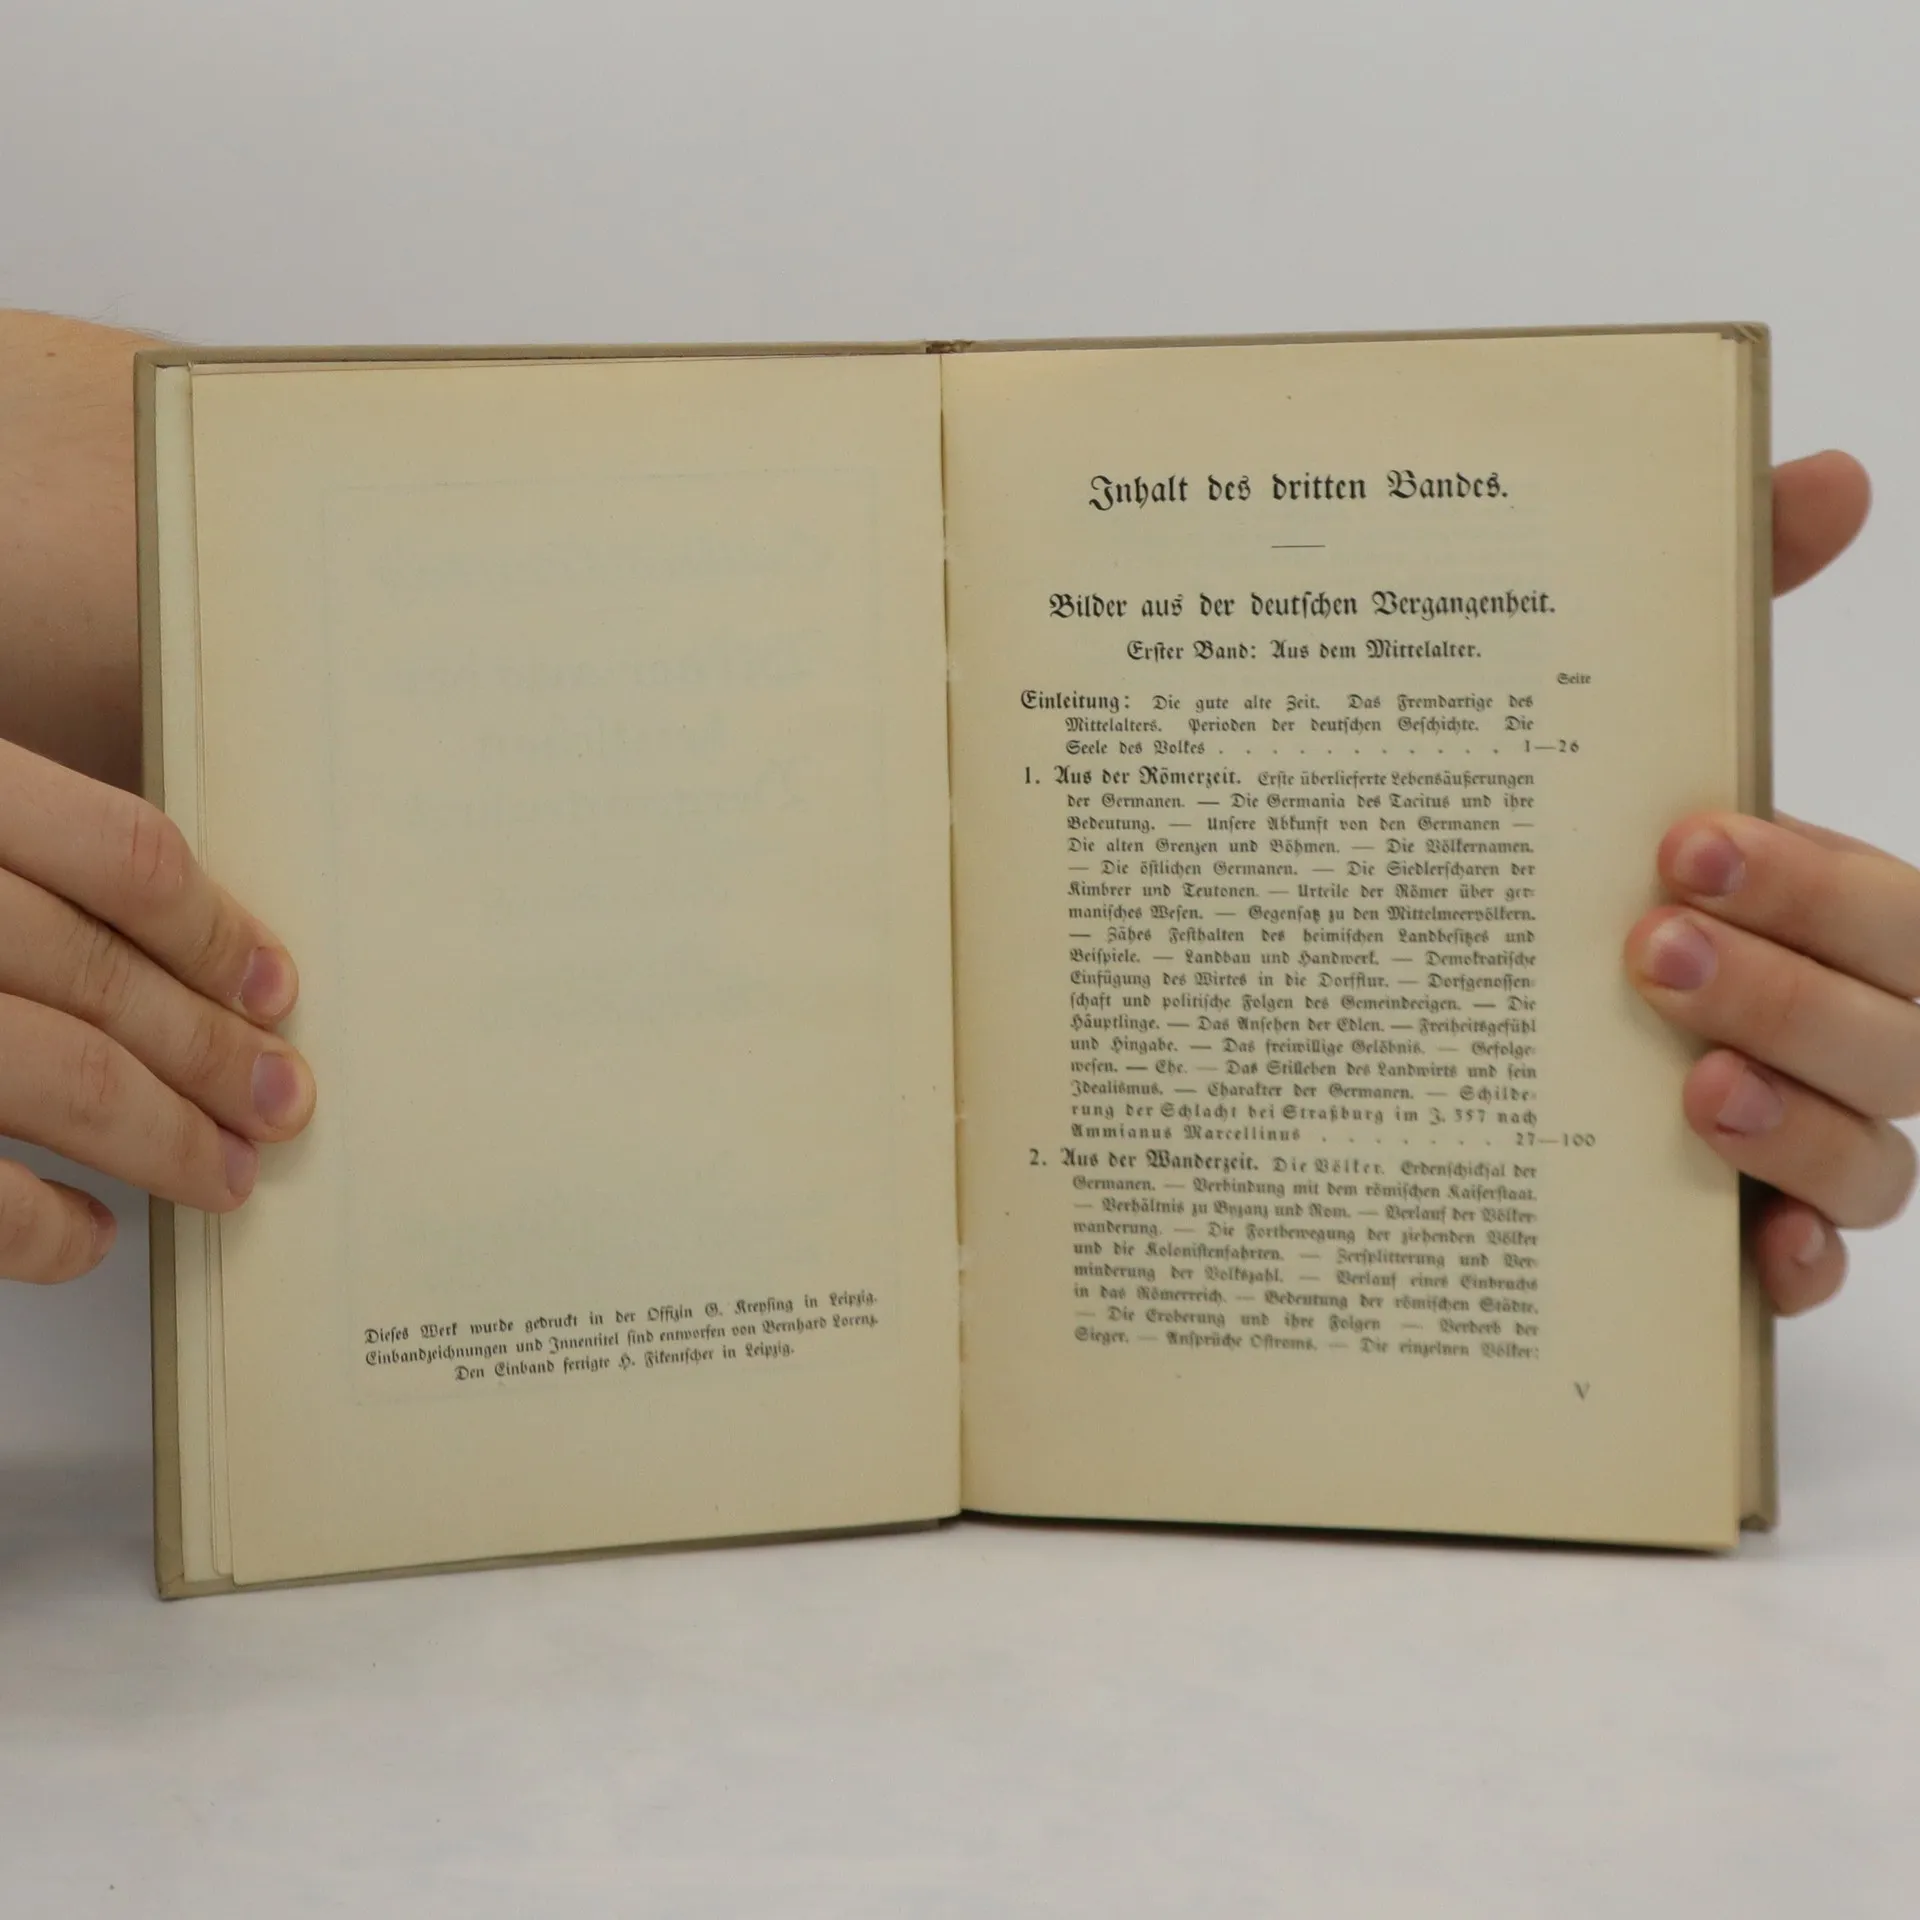 Dieses Werk wurde gedruckt in der Offizin G. Kreysing in Leipzig.
Einbandzeichnungen und Innentitel sind entworfen von Bernhard Lorenz.
Den Einband fertigte H. Fikentscher in Leipzig.
Inhalt des dritten Bandes.
Bilder aus der deutschen Vergangenheit.
Erster Band: Aus dem Mittelalter.
Seite
Einleitung: Die gute alte Zeit. Das Fremdartige des
Mittelalters. Perioden der deutschen Geschichte. Die
Seele des Volkes . . . . . . . . . . . 1—26
1. Aus der Römerzeit. Erste überlieferte Lebensäußerungen
der Germanen. — Die Germania des Tacitus und ihre
Bedeutung. — Unsere Abkunft von den Germanen —
Die alten Grenzen und Böhmen. — Die Völkernamen.
— Die östlichen Germanen. — Die Siedlerscharen der
Kimbrer und Teutonen. — Urteile der Römer über ger-
manisches Wesen. — Gegensatz zu den Mittelmeervölkern.
— Zähes Festhalten des heimischen Landbesitzes und
Beispiele. — Landbau und Handwerk. — Demokratische
Einfügung des Wirtes in die Dorfflur. — Dorfgenossen-
schaft und politische Folgen des Gemeindeeigen. — Die
Häuptlinge. — Das Ansehen der Edlen. — Freiheitsgefühl
und Hingabe. — Das freiwillige Gelöbnis. — Gefolge-
wesen. — Ehe. — Das Stilleben des Landwirts und sein
Idealismus. — Charakter der Germanen. — Schilde-
rung der Schlacht bei Straßburg im J. 357 nach
Ammianus Marcellinus . . . . . . . 27—100
2. Aus der Wanderzeit. Die Völker. Erdenschicksal der
Germanen. — Verbindung mit dem römischen Kaiserstaat.
— Verhältnis zu Byzanz und Rom. — Verlauf der Völker-
wanderung. — Die Fortbewegung der ziehenden Völker
und die Kolonistenfahrten. — Zersplitterung und Ver-
minderung der Volkszahl. — Verlauf eines Einbruchs
in das Römerreich. — Bedeutung der römischen Städte.
— Die Eroberung und ihre Folgen — Verderb der
Sieger. — Ansprüche Ostroms. — Die einzelnen Völker:
V